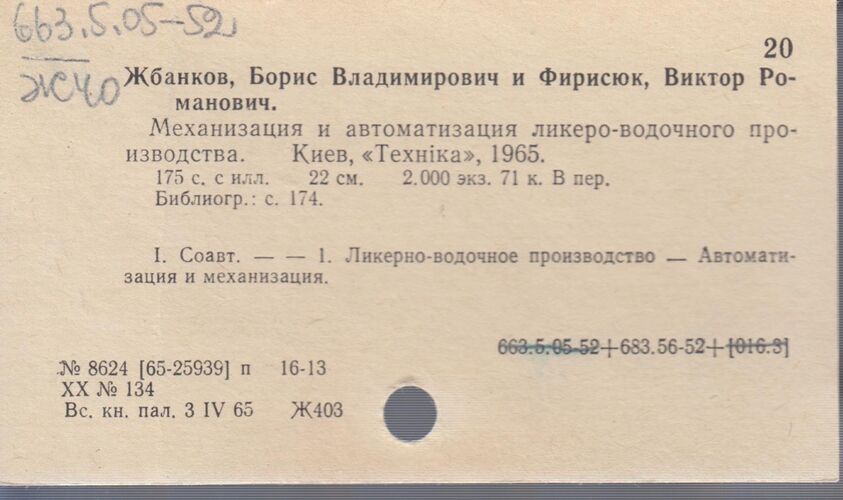 663.5.05-52
Ж40
20
Жбанков, Борис Владимирович и Фирисюк, Виктор Ро-
манович.
Механизация и автоматизация ликеро-водочного про-
изводства. Киев, «Технiка», 1965.
175 с. с илл. 22 см. 2.000 экз. 71 к. В пер.
Библиогр.: с. 174.
I. Соавт. — — 1. Ликерно-водочное производство — Автомати-
зация и механизация.
663.5.05-52+683.56-52+[016.3]
№ 8624 [65-25939] п 16-13
XX № 134
Вс. кн. пал. 3 IV 65 Ж403